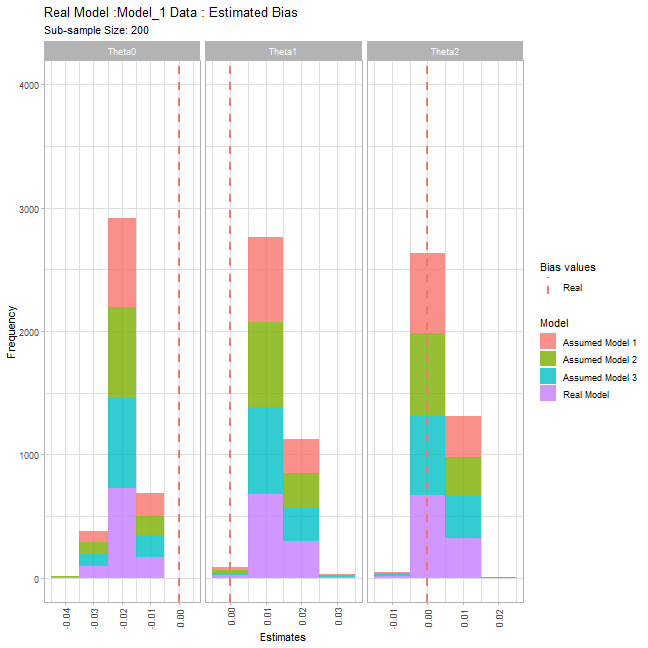 Real Model :Model_1 Data : Estimated Bias
Sub-sample Size: 200
Theta0
Theta1
Theta2
4000
3000
2000
1000
0
Frequency
-0.04
-0.03
-0.02
-0.01
0.00
0.00
0.01
0.02
0.03
-0.01
0.00
0.01
0.02
Estimates
Bias values
Real
Model
Assumed Model 1
Assumed Model 2
Assumed Model 3
Real Model